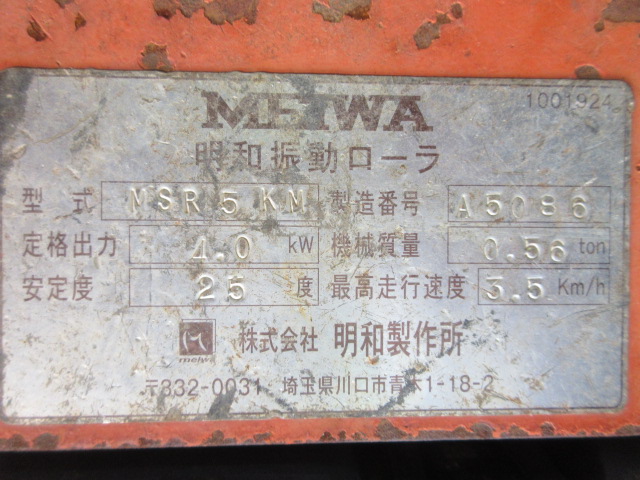 MEIWA 1001924
明和振動ローラ
型式 MSR5KM 製造番号 A5086
定格出力 4.0 kW 機械質量 0.56 ton
安定度 25 度 最高走行速度 3.5 Km/h
meiwa 株式会社 明和製作所
〒332-0031 埼玉県川口市青木1-18-2